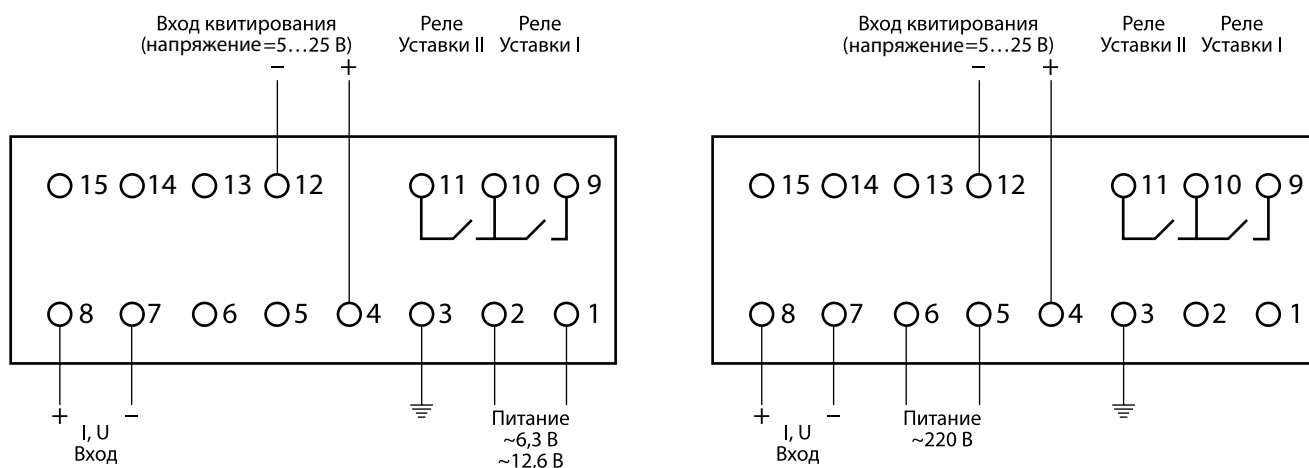 Вход квитирования
(напряжение=5…25 В)
− +
Реле
Уставки II
Реле
Уставки I
15 14 13 12 11 10 9
8 7 6 5 4 3 2 1
+ −
I, U
Вход
Питание
~6,3 В
~12,6 В
Вход квитирования
(напряжение=5…25 В)
− +
Реле
Уставки II
Реле
Уставки I
15 14 13 12 11 10 9
8 7 6 5 4 3 2 1
+ −
I, U
Вход
Питание
~220 В